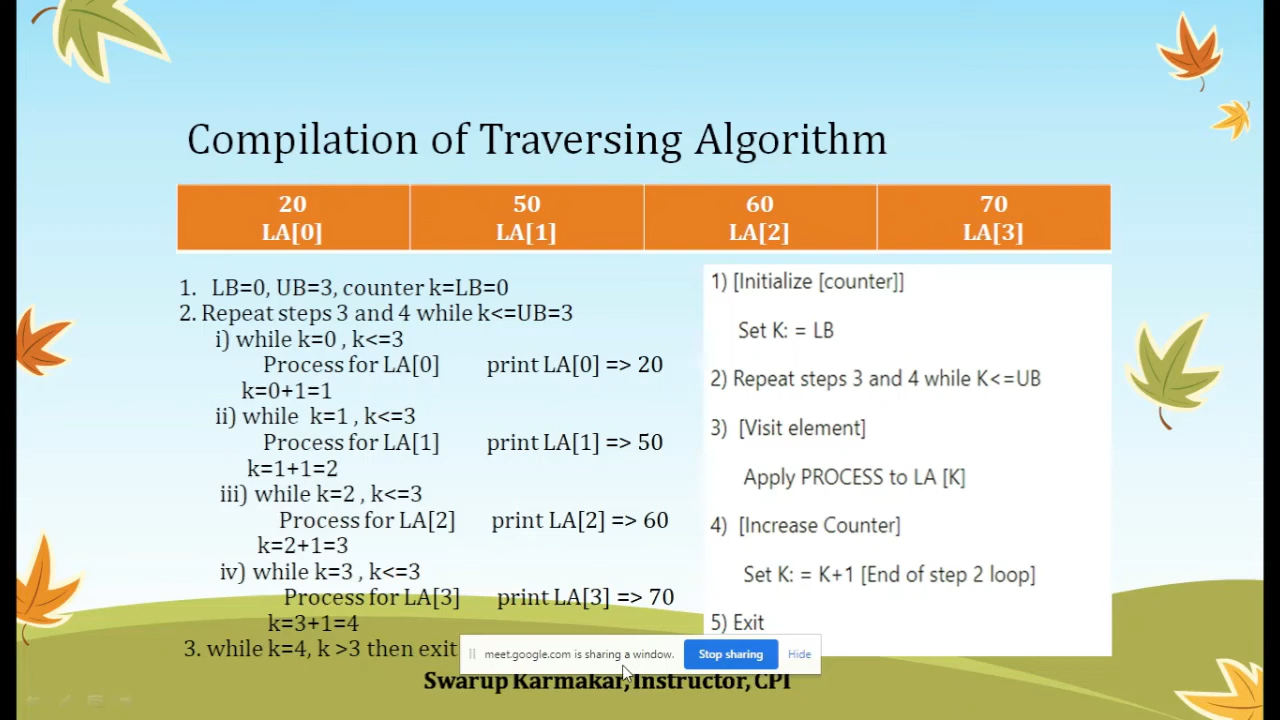 Compilation of Traversing Algorithm
20 50 60 70
LA[0] LA[1] LA[2] LA[3]
1. LB=0, UB=3, counter k=LB=0
2. Repeat steps 3 and 4 while k<=UB=3
i) while k=0 , k<=3
Process for LA[0] print LA[0] => 20
k=0+1=1
ii) while k=1 , k<=3
Process for LA[1] print LA[1] => 50
k=1+1=2
iii) while k=2 , k<=3
Process for LA[2] print LA[2] => 60
k=2+1=3
iv) while k=3 , k<=3
Process for LA[3] print LA[3] => 70
k=3+1=4
3. while k=4, k >3 then exit
1) [Initialize [counter]]
Set K: = LB
2) Repeat steps 3 and 4 while K<=UB
3) [Visit element]
Apply PROCESS to LA [K]
4) [Increase Counter]
Set K: = K+1 [End of step 2 loop]
5) Exit
meet.google.com is sharing a window. Stop sharing Hide
Swarup Karmakar, Instructor, CPI